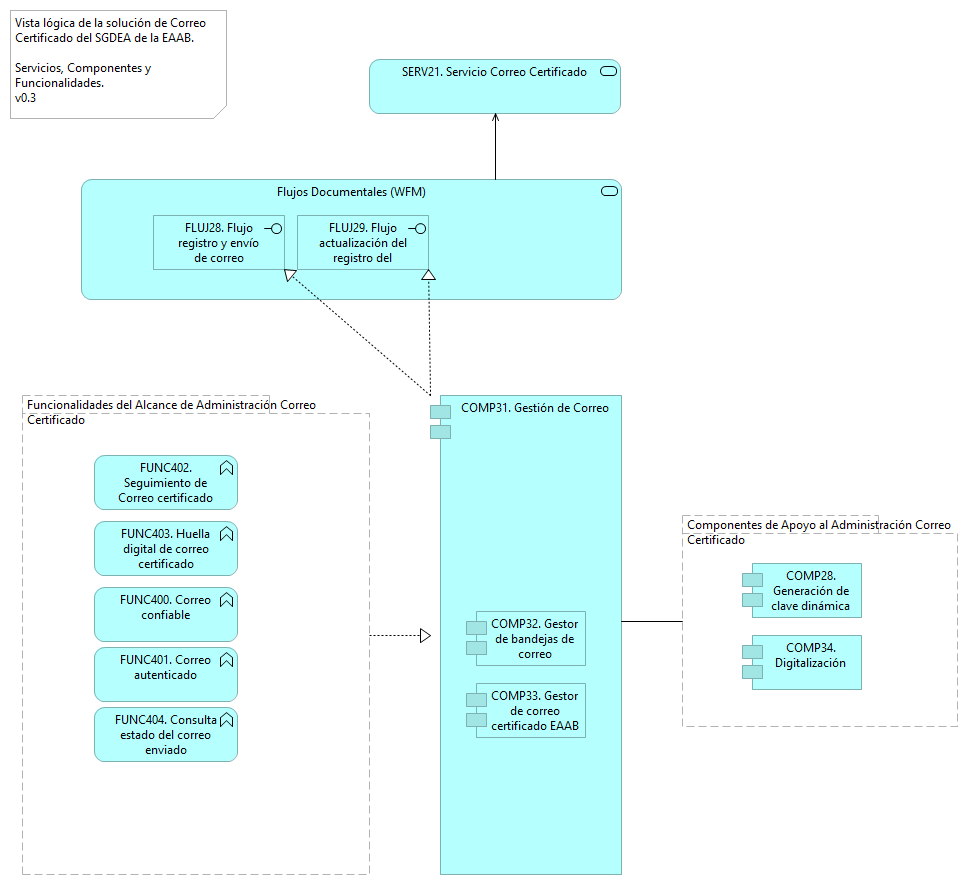 Vista lógica de la solución de Correo
Certificado del SGDEA de la EAAB.
Servicios, Componentes y
Funcionalidades.
v0.3
SERV21. Servicio Correo Certificado
Flujos Documentales (WFM)
FLUJ28. Flujo
registro y envío
de correo
FLUJ29. Flujo
actualización del
registro del
Funcionalidades del Alcance de Administración Correo
Certificado
FUNC402.
Seguimiento de
Correo certificado
FUNC403. Huella
digital de correo
certificado
FUNC400. Correo
confiable
FUNC401. Correo
autenticado
FUNC404. Consulta
estado del correo
enviado
COMP31. Gestión de Correo
COMP32. Gestor
de bandejas de
correo
COMP33. Gestor
de correo
certificado EAAB
Componentes de Apoyo al Administración Correo
Certificado
COMP28.
Generación de
clave dinámica
COMP34.
Digitalización